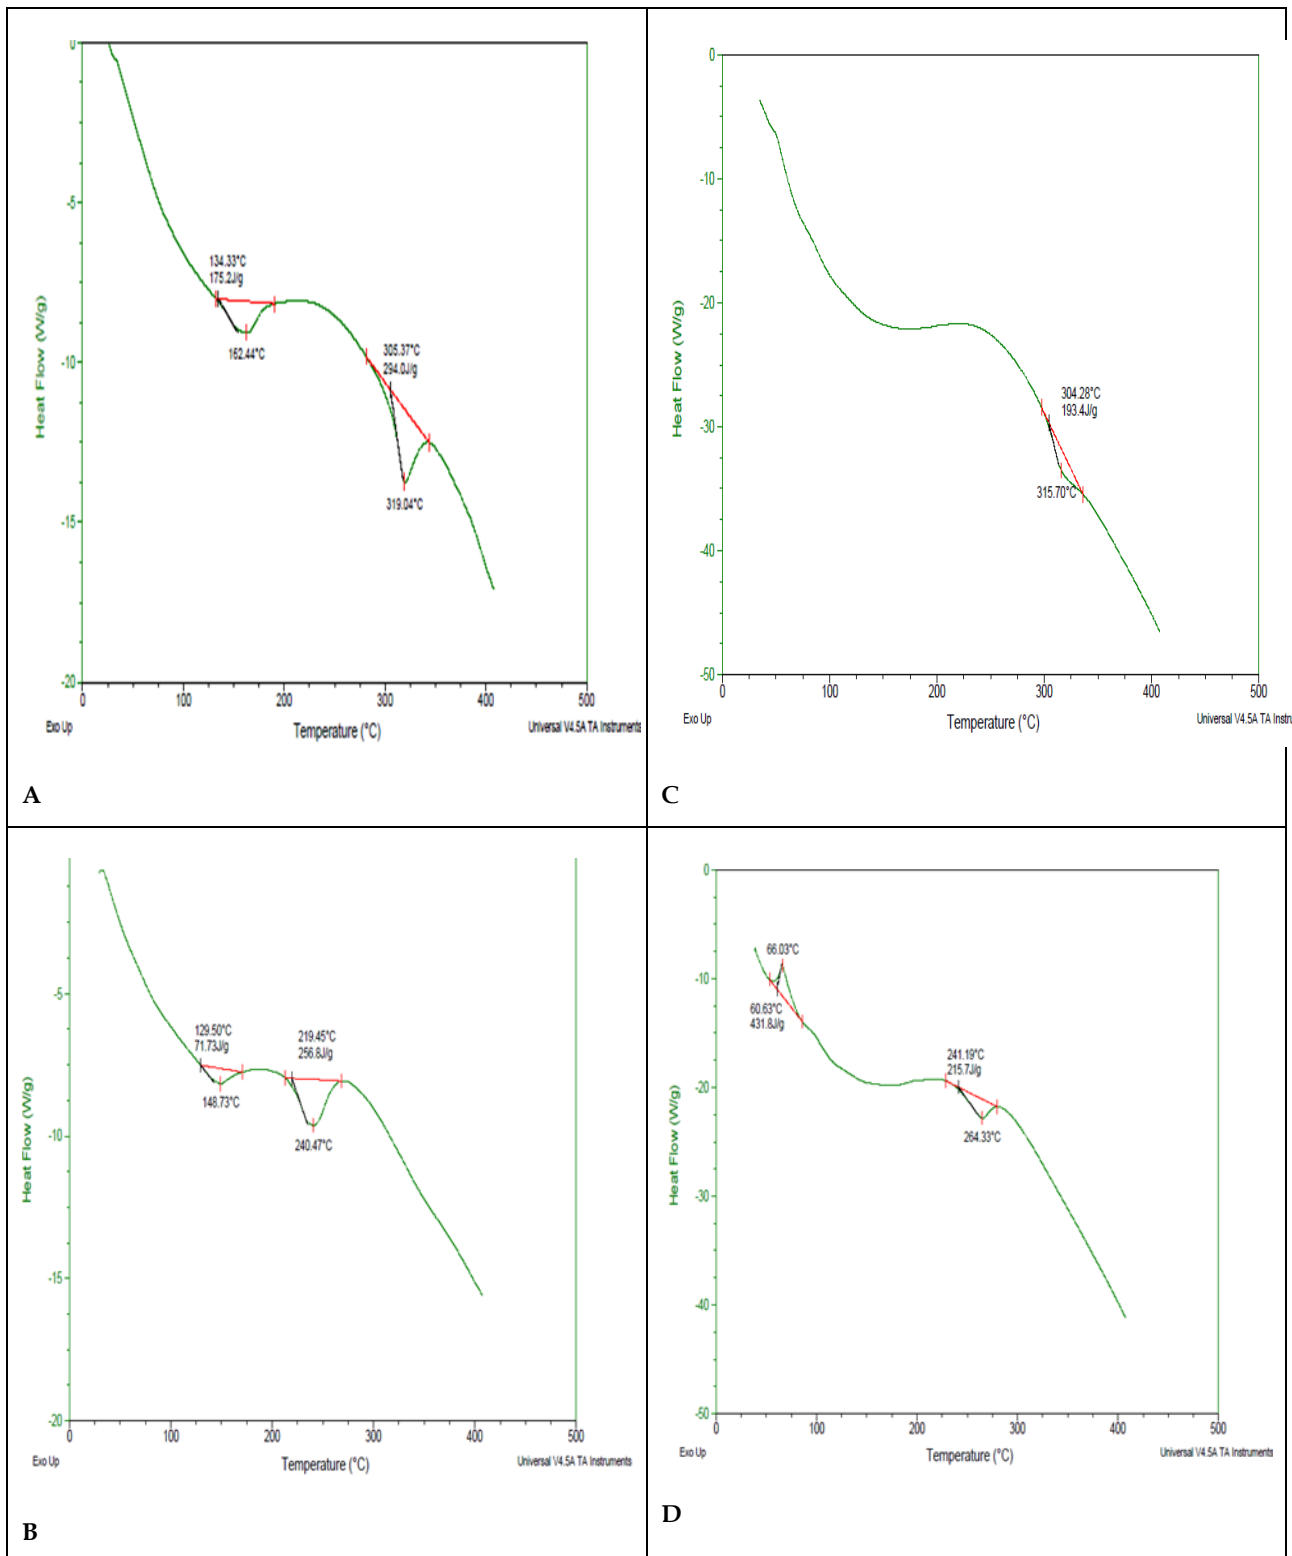 0
-5
-10
-15
-20
Heat Flow (W/g)
134.33°C
175.2J/g
162.44°C
305.37°C
294.0J/g
319.04°C
0 100 200 300 400 500
Exo Up
Temperature (°C)
Universal V4.5A TA Instruments
A
0
-10
-20
-30
-40
-50
Heat Flow (W/g)
304.28°C
193.4J/g
315.70°C
0 100 200 300 400 500
Exo Up
Temperature (°C)
Universal V4.5A TA Instru
C
-5
-10
-15
-20
Heat Flow (W/g)
129.50°C
71.73J/g
148.73°C
219.45°C
256.8J/g
240.47°C
0 100 200 300 400 500
Exo Up
Temperature (°C)
Universal V4.5A TA Instruments
B
0
-10
-20
-30
-40
-50
Heat Flow (W/g)
66.03°C
60.63°C
431.8J/g
241.19°C
215.7J/g
264.33°C
0 100 200 300 400 500
Exo Up
Temperature (°C)
Universal V4.5A TA Instruments
D